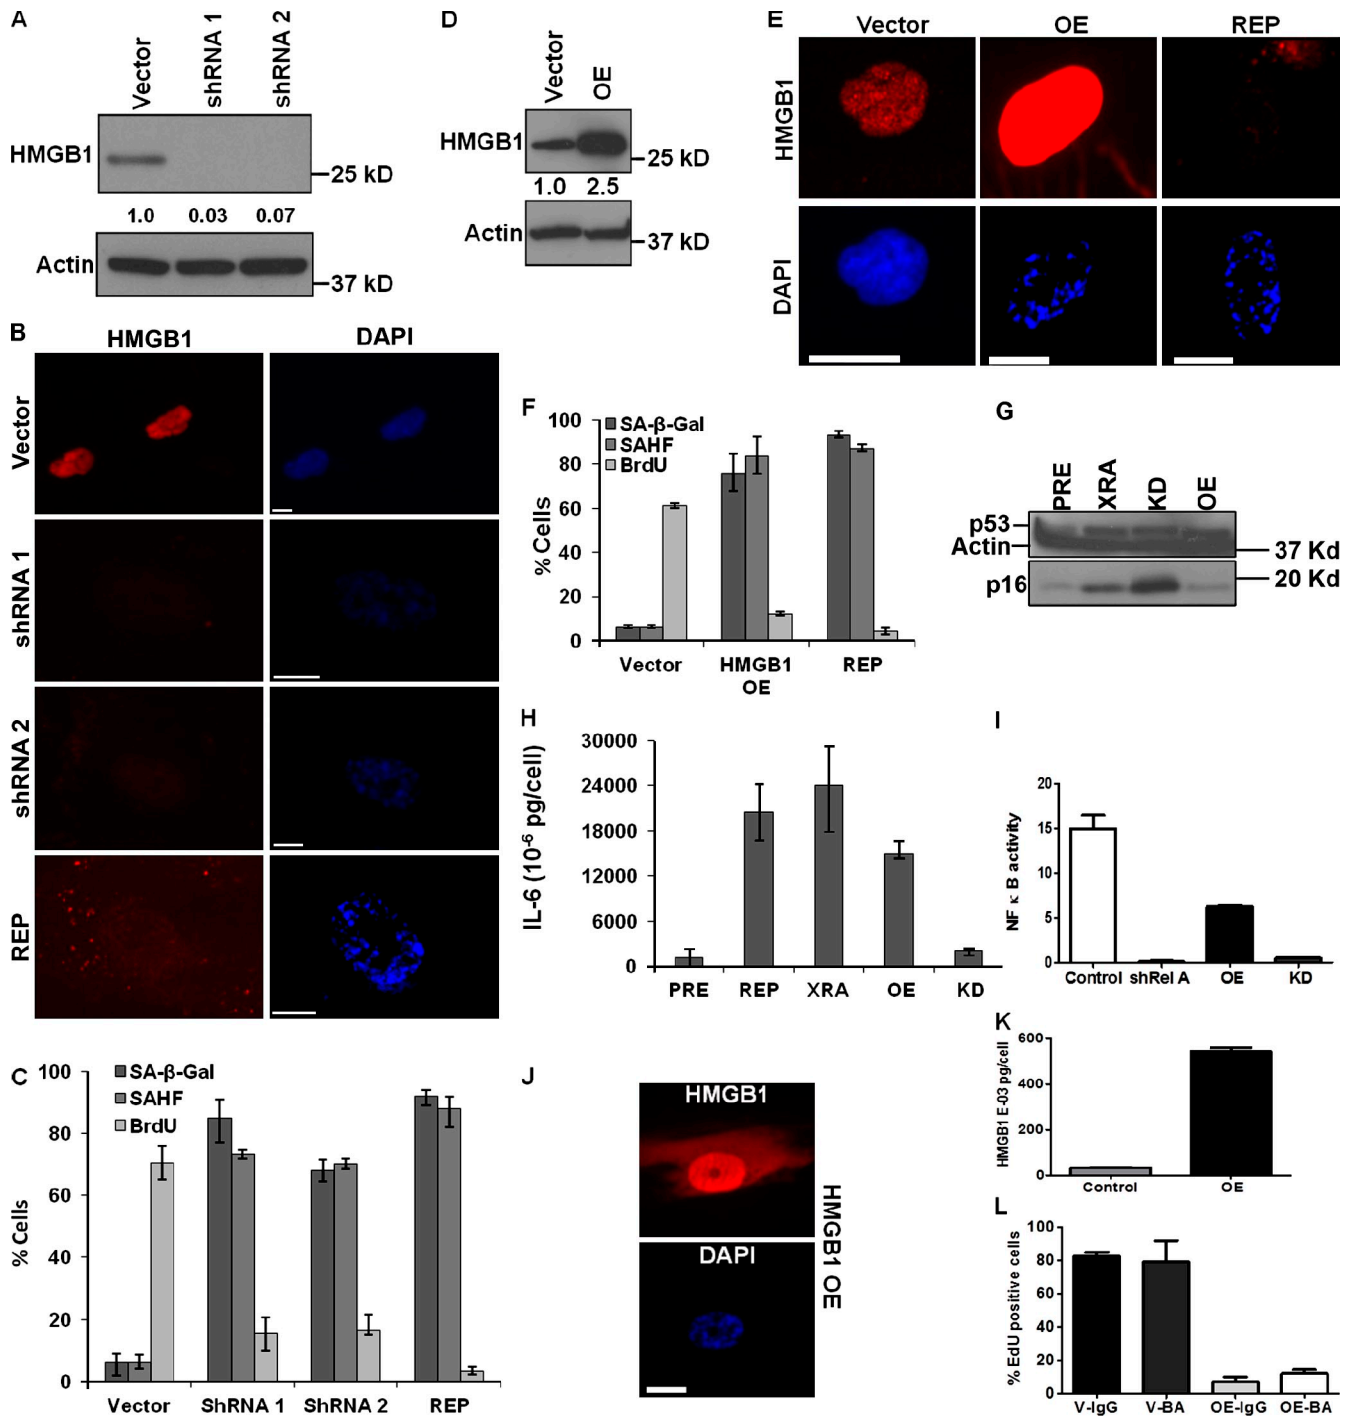 A
Vector
shRNA 1
shRNA 2
HMGB1
25 kD
1.0 0.03 0.07
Actin
37 kD
B
HMGB1 DAPI
Vector
shRNA 1
shRNA 2
REP
C
% Cells
100
80
60
40
20
0
SA-β-Gal
SAHF
BrdU
Vector ShRNA 1 ShRNA 2 REP
D
Vector
OE
HMGB1
25 kD
1.0 2.5
Actin
37 kD
E
Vector OE REP
HMGB1
DAPI
F
% Cells
100
80
60
40
20
0
SA-β-Gal
SAHF
BrdU
Vector HMGB1 REP
OE
G
PRE
XRA
KD
OE
p53
Actin
37 Kd
p16
20 Kd
H
IL-6 (10-6 pg/cell)
30000
24000
18000
12000
6000
0
PRE REP XRA OE KD
I
NF κ B activity
20
15
10
5
0
Control shRel A OE KD
J
HMGB1
DAPI
HMGB1 OE
K
HMGB1 E-03 pg/cell
600
400
200
0
Control OE
L
% EdU positive cells
100
80
60
40
20
0
V-IgG V-BA OE-IgG OE-BA